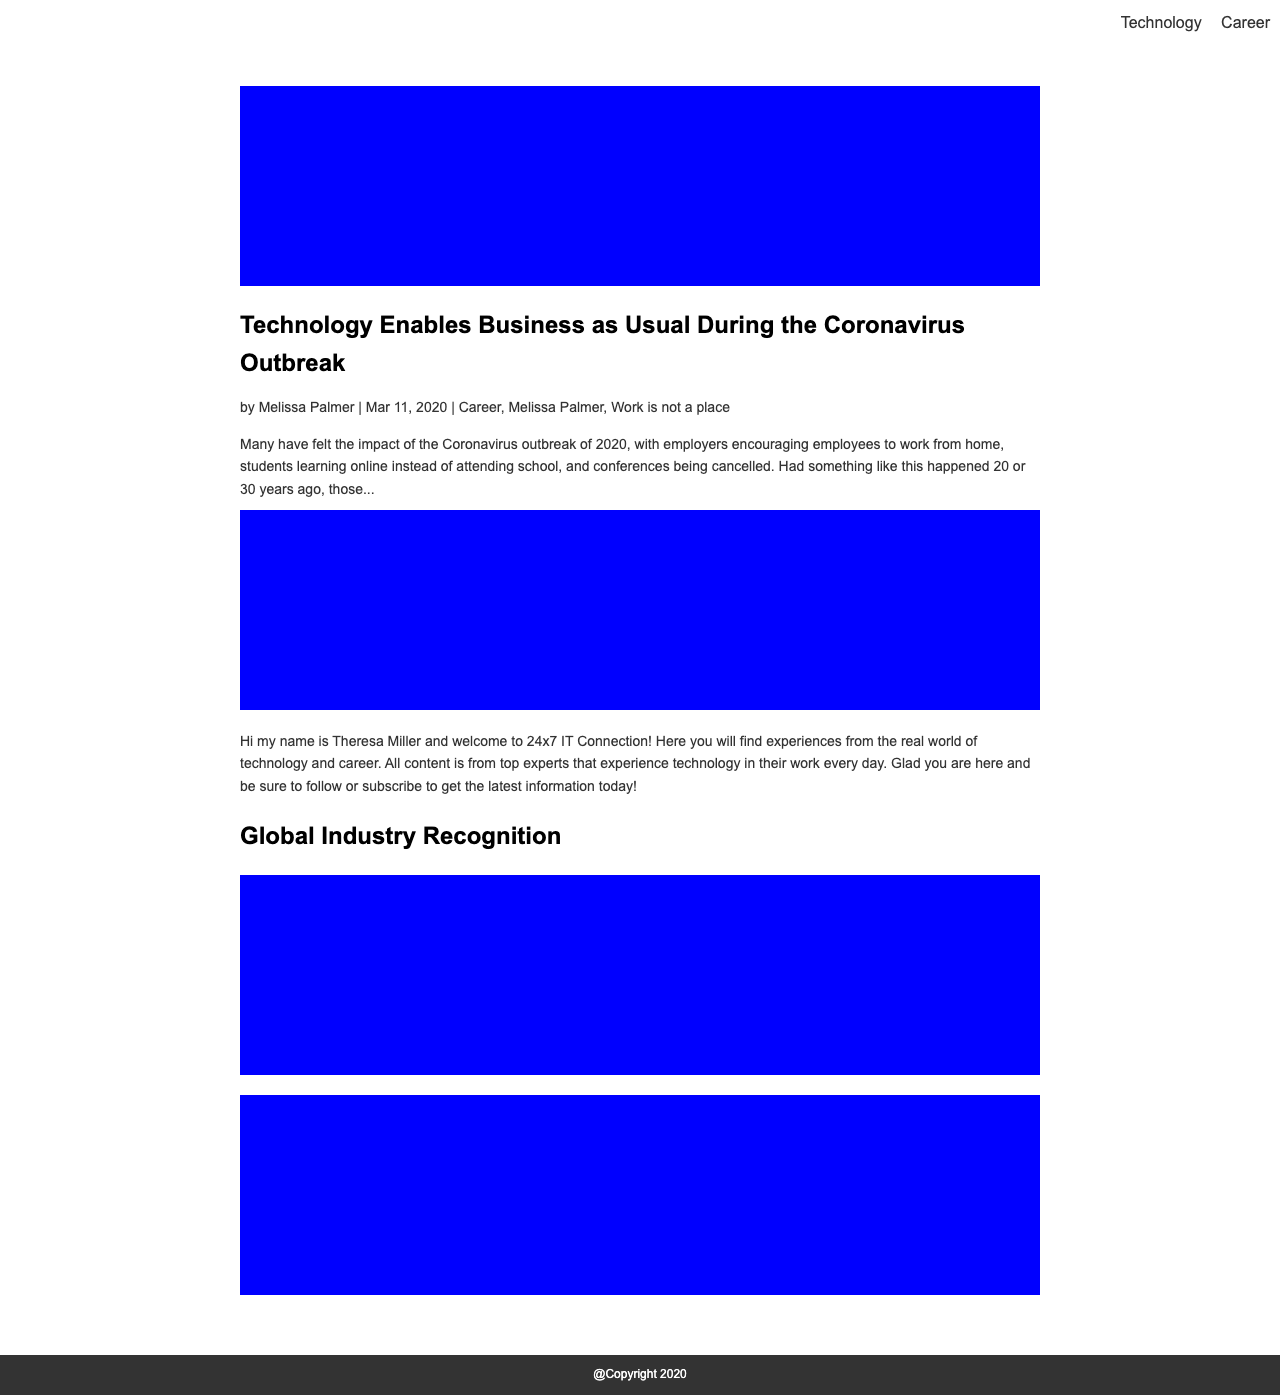 Technology Career
Technology Enables Business as Usual During the Coronavirus
Outbreak
by Melissa Palmer | Mar 11, 2020 | Career, Melissa Palmer, Work is not a place
Many have felt the impact of the Coronavirus outbreak of 2020, with employers encouraging employees to work from home,
students learning online instead of attending school, and conferences being cancelled. Had something like this happened 20 or
30 years ago, those...
Hi my name is Theresa Miller and welcome to 24x7 IT Connection! Here you will find experiences from the real world of
technology and career. All content is from top experts that experience technology in their work every day. Glad you are here and
be sure to follow or subscribe to get the latest information today!
Global Industry Recognition
@Copyright 2020